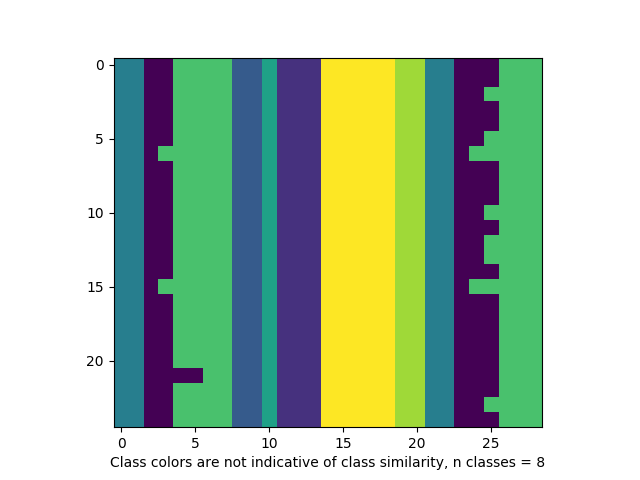 0
5
10
15
20
0 5 10 15 20 25
Class colors are not indicative of class similarity, n classes = 8